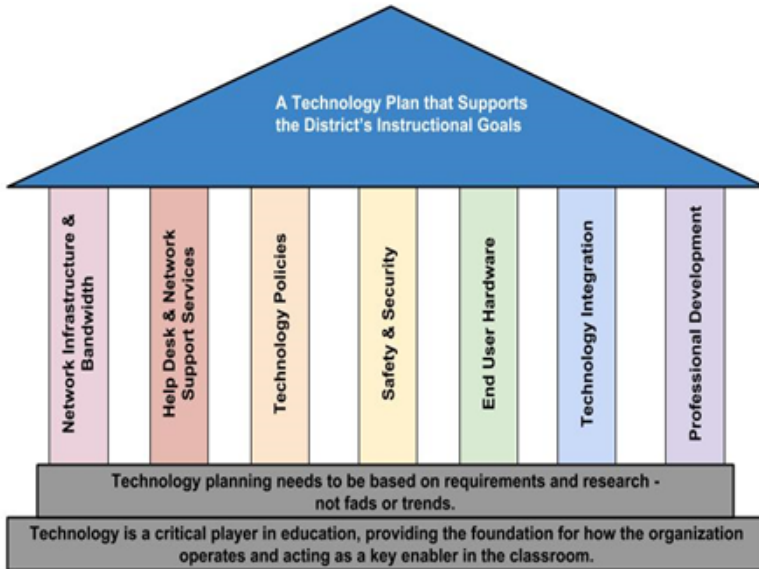 A Technology Plan that Supports
the District's Instructional Goals
Network Infrastructure &
Bandwidth
Help Desk & Network
Support Services
Technology Policies
Safety & Security
End User Hardware
Technology Integration
Professional Development
Technology planning needs to be based on requirements and research -
not fads or trends.
Technology is a critical player in education, providing the foundation for how the organization
operates and acting as a key enabler in the classroom.